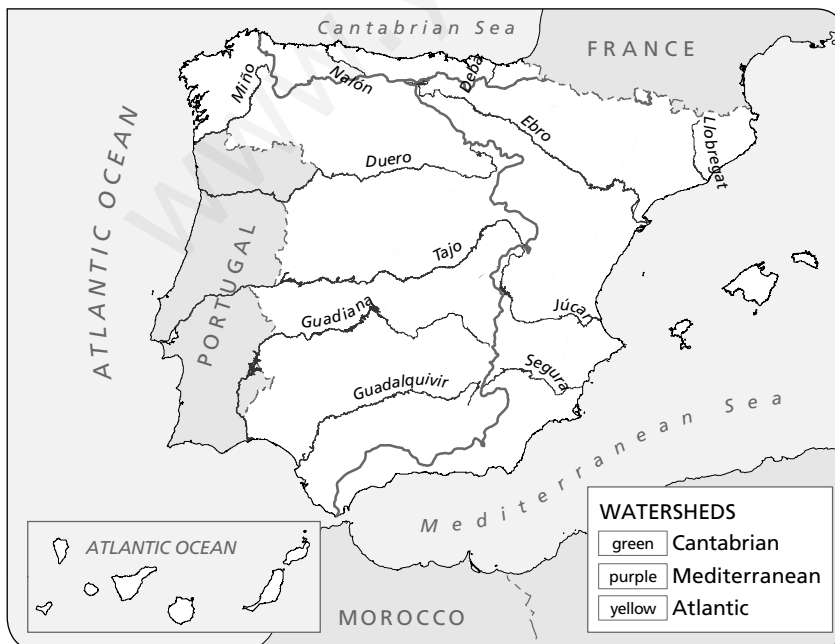 Cantabrian Sea
FRANCE
ATLANTIC OCEAN
Miño
Nalón
Deba
Ebro
Llobregat
Duero
PORTUGAL
Tajo
Guadiana
Júcar
Segura
Guadalquivir
Mediterranean Sea
ATLANTIC OCEAN
MOROCCO
WATERSHEDS
green Cantabrian
purple Mediterranean
yellow Atlantic